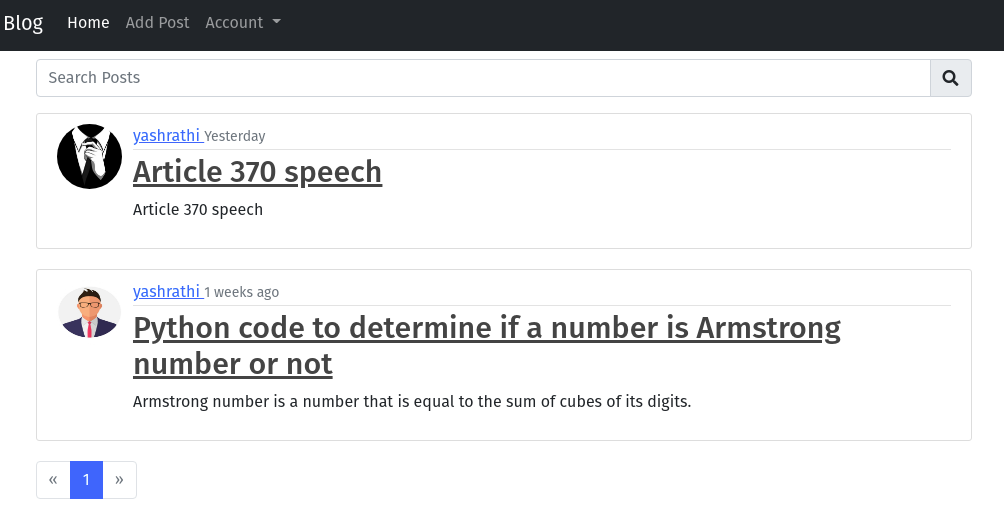 Blog Home Add Post Account
Search Posts
yashrathi Yesterday
Article 370 speech
Article 370 speech
yashrathi 1 weeks ago
Python code to determine if a number is Armstrong
number or not
Armstrong number is a number that is equal to the sum of cubes of its digits.
« 1 »